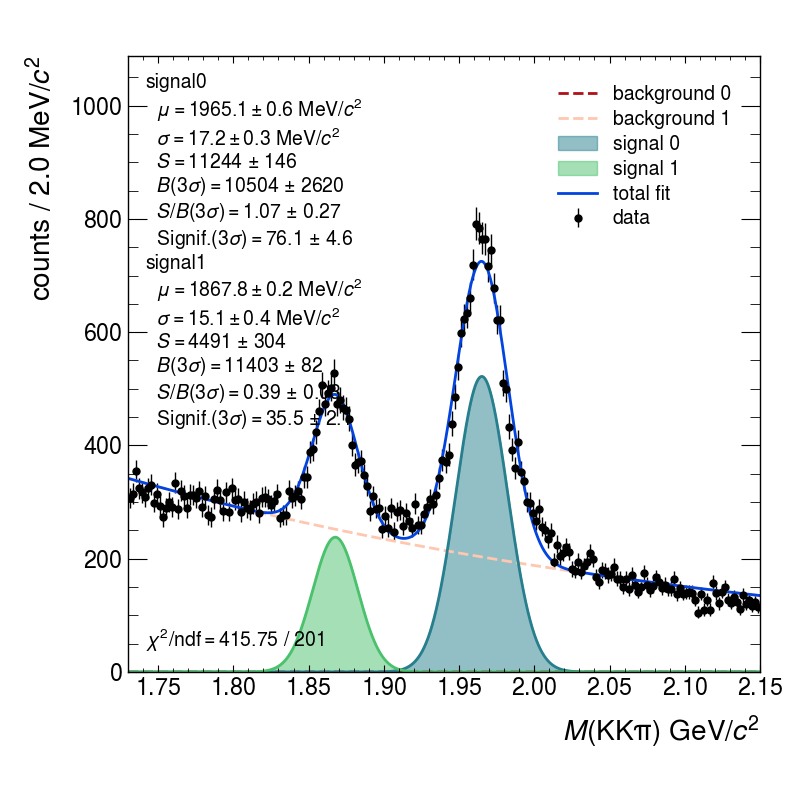 counts / 2.0 MeV/c²
1000
800
600
400
200
0
signal0
μ = 1965.1 ± 0.6 MeV/c²
σ = 17.2 ± 0.3 MeV/c²
S = 11244 ± 146
B(3σ) = 10504 ± 2620
S/B(3σ) = 1.07 ± 0.27
Signif.(3σ) = 76.1 ± 4.6
signal1
μ = 1867.8 ± 0.2 MeV/c²
σ = 15.1 ± 0.4 MeV/c²
S = 4491 ± 304
B(3σ) = 11403 ± 82
S/B(3σ) = 0.39 ±
Signif.(3σ) = 35.5 ±
χ²/ndf = 415.75 / 201
background 0
background 1
signal 0
signal 1
total fit
data
1.75 1.80 1.85 1.90 1.95 2.00 2.05 2.10 2.15
M(KKπ) GeV/c²